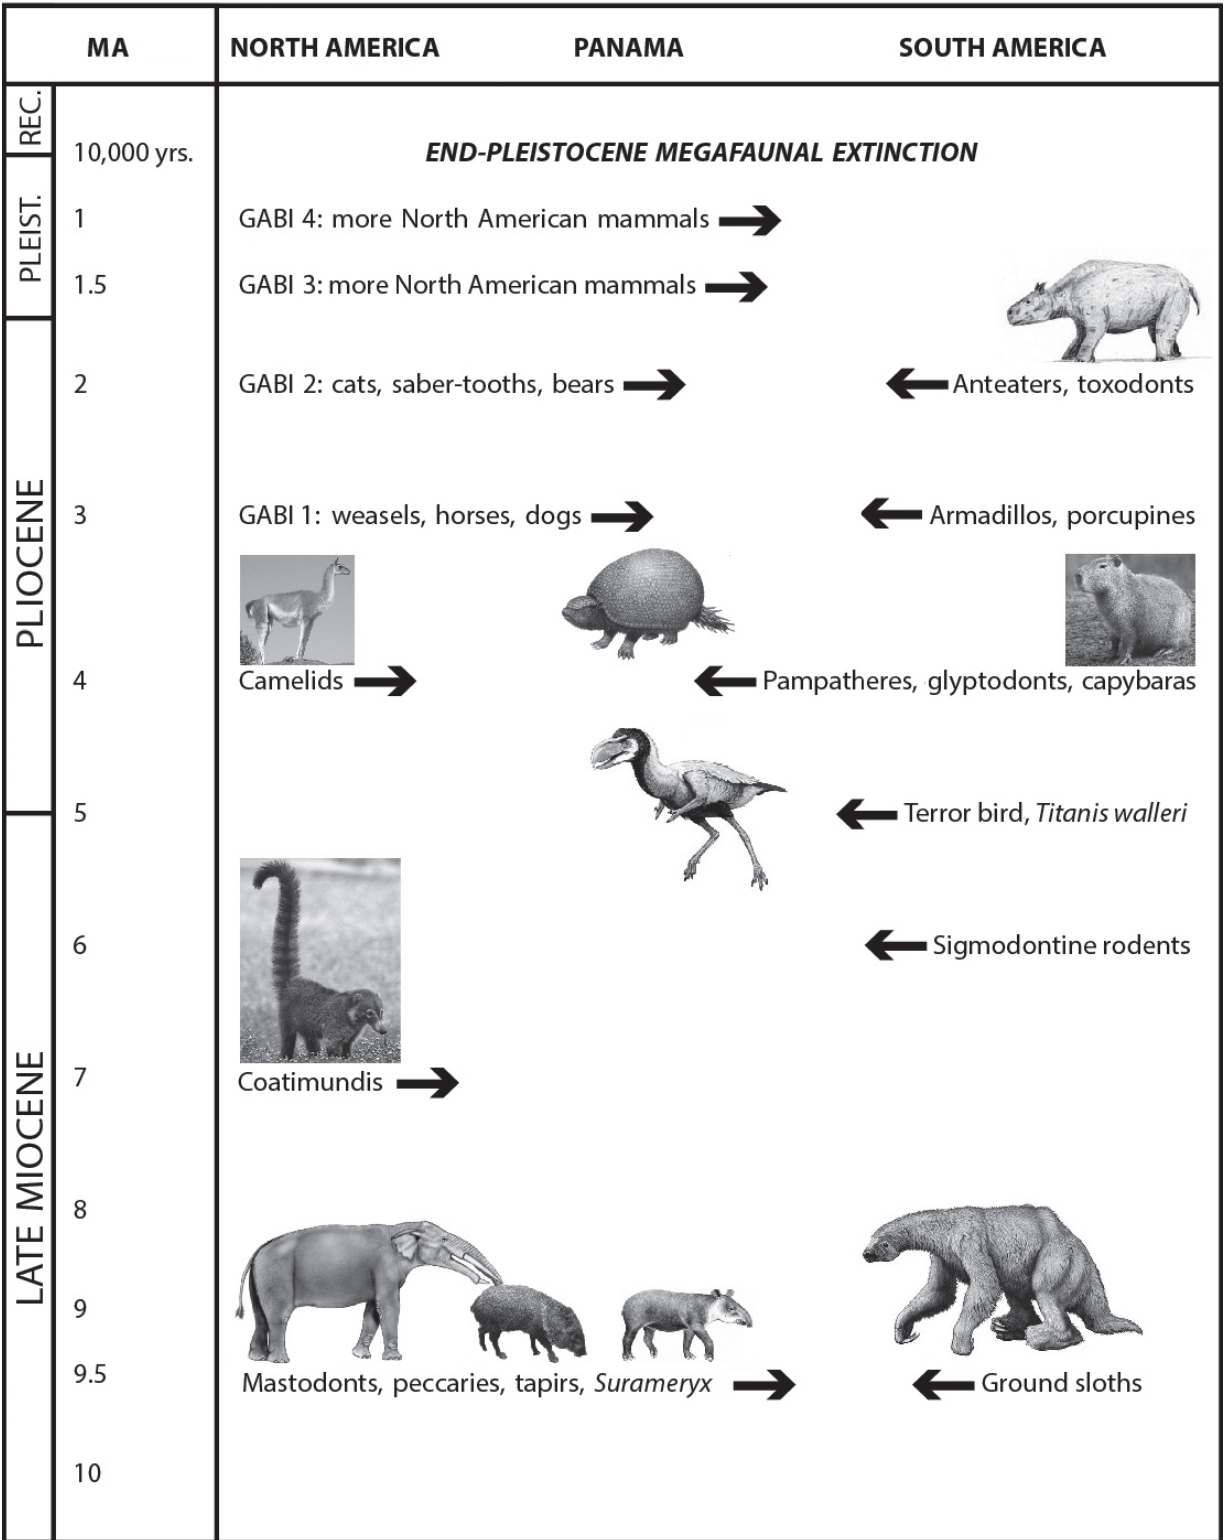 MA NORTH AMERICA PANAMA SOUTH AMERICA
REC.
10,000 yrs. END-PLEISTOCENE MEGAFAUNAL EXTINCTION
PLEIST.
1 GABI 4: more North American mammals
1.5 GABI 3: more North American mammals
2 GABI 2: cats, saber-tooths, bears Anteaters, toxodonts
PLIOCENE
3 GABI 1: weasels, horses, dogs Armadillos, porcupines
4 Camelids Pampatheres, glyptodonts, capybaras
5 Terror bird, Titanis walleri
LATE MIOCENE
6 Sigmodontine rodents
7 Coatimundis
8
9
9.5 Mastodonts, peccaries, tapirs, Surameryx Ground sloths
10